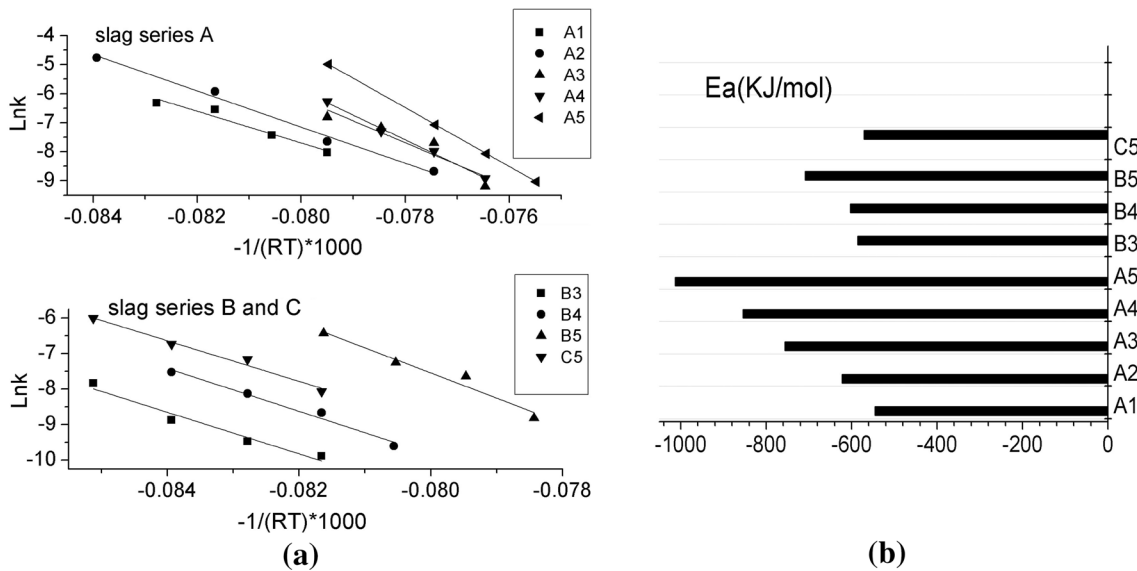 slag series A
A1
A2
A3
A4
A5
Lnk
-4
-5
-6
-7
-8
-9
-0.084
-0.082
-0.080
-0.078
-0.076
-1/(RT)*1000
slag series B and C
B3
B4
B5
C5
Lnk
-6
-7
-8
-9
-10
-0.084
-0.082
-0.080
-0.078
-1/(RT)*1000
(a)
Ea(KJ/mol)
C5
B5
B4
B3
A5
A4
A3
A2
A1
-1000
-800
-600
-400
-200
0
(b)